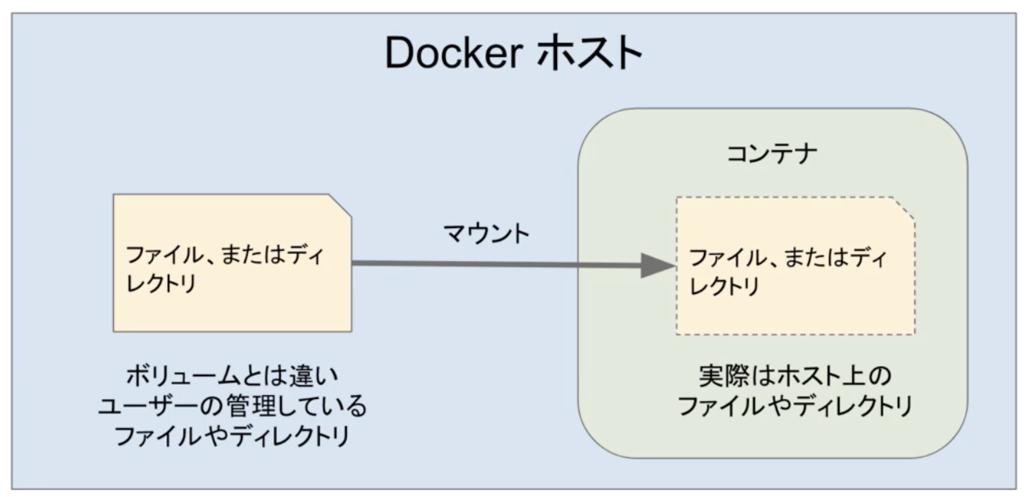 Docker ホスト
コンテナ
マウント
ファイル、またはディ
レクトリ
ファイル、またはディ
レクトリ
ボリュームとは違い
ユーザーの管理している
ファイルやディレクトリ
実際はホスト上の
ファイルやディレクトリ